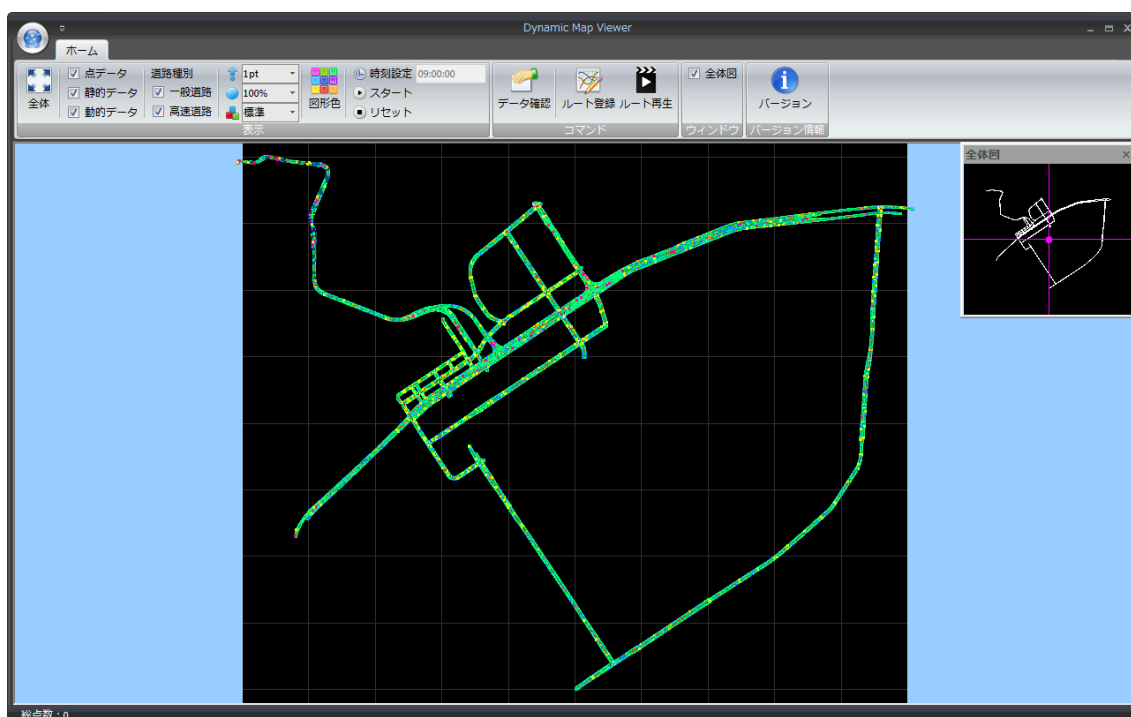 Dynamic Map Viewer
ホーム
全体
点データ
静的データ
動的データ
道路種別
一般道路
高速道路
1pt
100%
標準
図形色
時刻設定 09:00:00
スタート
リセット
表示
データ確認
ルート登録
ルート再生
コマンド
全体図
ウィンドウ
バージョン
バージョン情報
全体図
総点数 : 0